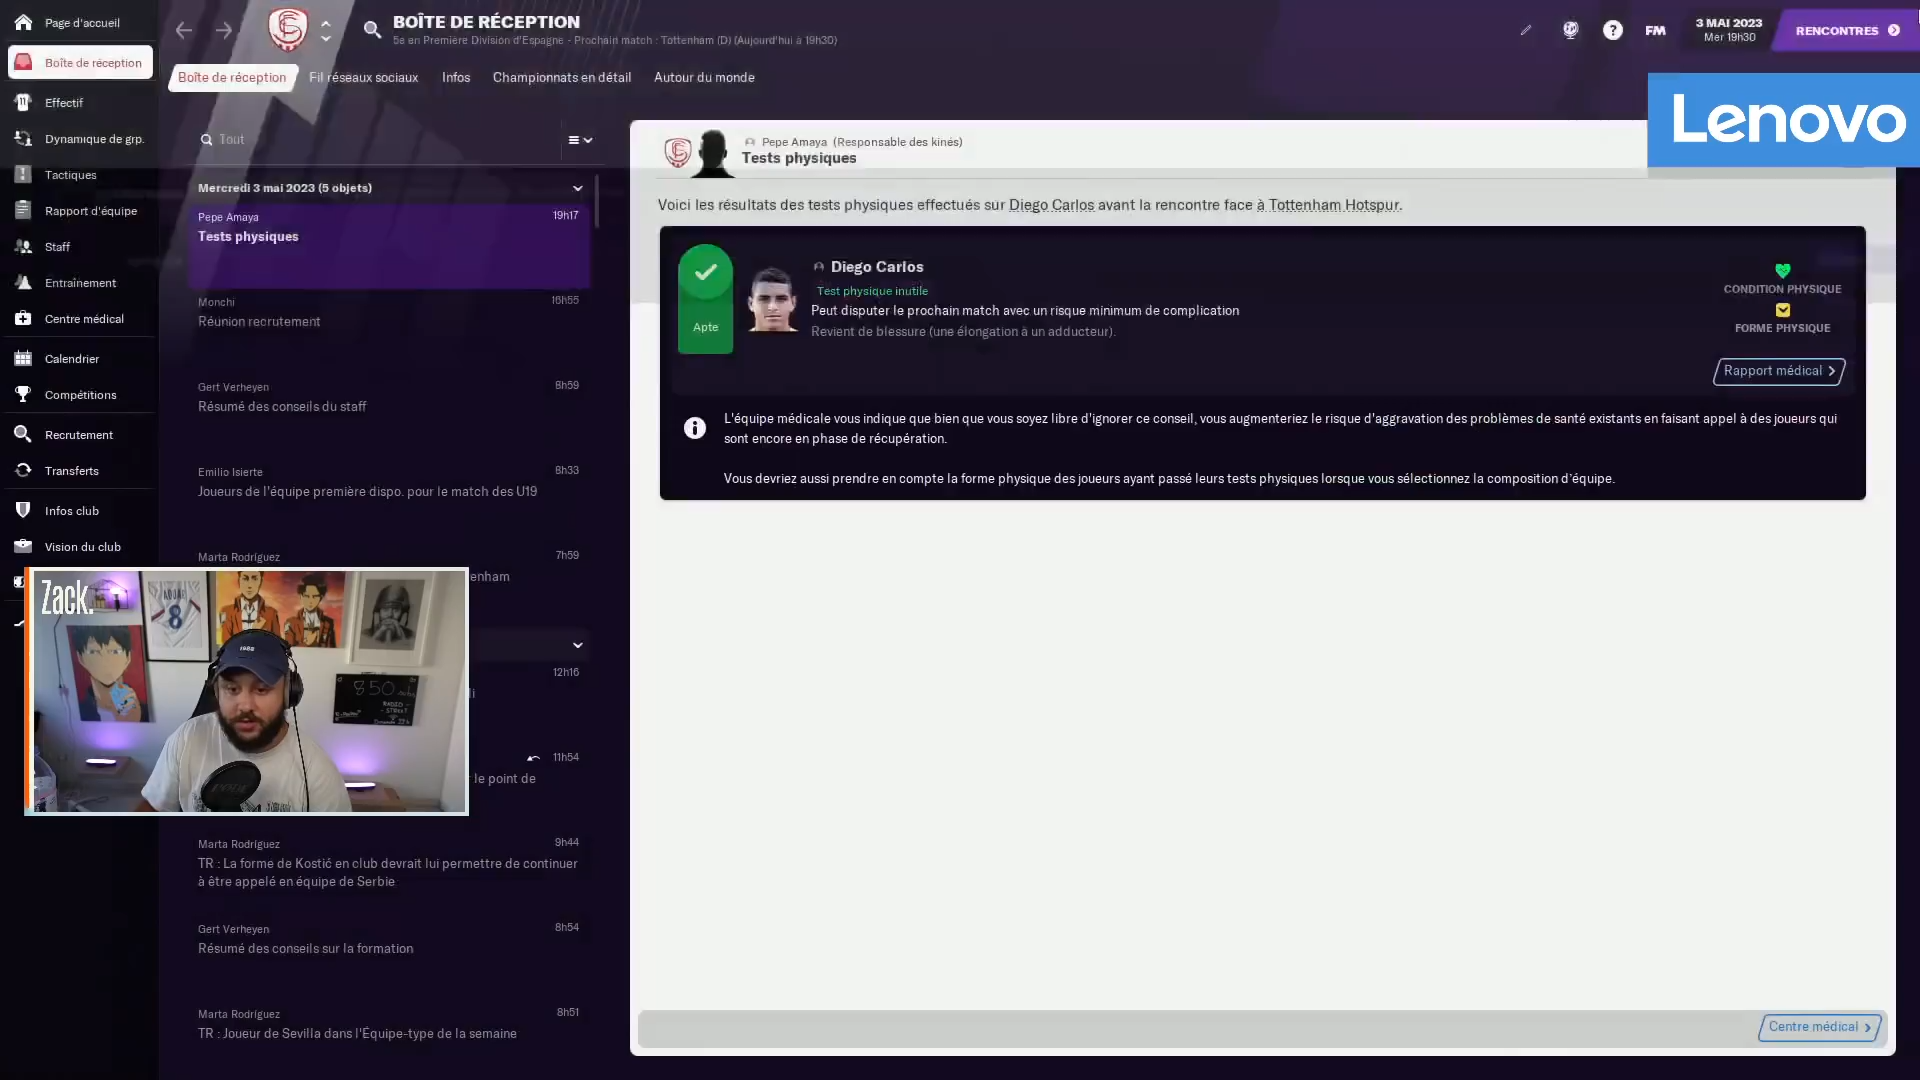 Page d'accueil
Boîte de réception
Effectif
Dynamique de grp.
Tactiques
Rapport d'équipe
Staff
Entraînement
Centre médical
Calendrier
Compétitions
Recrutement
Transferts
Infos club
Vision du club
BOÎTE DE RÉCEPTION
5e en Première Division d'Espagne - Prochain match : Tottenham (D) (Aujourd'hui à 19h30)
FM
3 MAI 2023
Mer 19h30
RENCONTRES
Boîte de réception
Fil réseaux sociaux
Infos
Championnats en détail
Autour du monde
Lenovo
Tout
Mercredi 3 mai 2023 (5 objets)
Pepe Amaya 19h17
Tests physiques
Monchi 16h55
Réunion recrutement
Gert Verheyen 8h59
Résumé des conseils du staff
Emilio Isierte 8h33
Joueurs de l'équipe première dispo. pour le match des U19
Marta Rodríguez 7h59
enham
12h16
11h54
le point de
Marta Rodríguez 9h44
TR : La forme de Kostić en club devrait lui permettre de continuer
à être appelé en équipe de Serbie
Gert Verheyen 8h54
Résumé des conseils sur la formation
Marta Rodríguez 8h51
TR : Joueur de Sevilla dans l'Équipe-type de la semaine
Pepe Amaya (Responsable des kinés)
Tests physiques
Voici les résultats des tests physiques effectués sur Diego Carlos avant la rencontre face à Tottenham Hotspur.
Apte
Diego Carlos
Test physique inutile
Peut disputer le prochain match avec un risque minimum de complication
Revient de blessure (une élongation à un adducteur).
CONDITION PHYSIQUE
FORME PHYSIQUE
Rapport médical
L'équipe médicale vous indique que bien que vous soyez libre d'ignorer ce conseil, vous augmenteriez le risque d'aggravation des problèmes de santé existants en faisant appel à des joueurs qui
sont encore en phase de récupération.
Vous devriez aussi prendre en compte la forme physique des joueurs ayant passé leurs tests physiques lorsque vous sélectionnez la composition d'équipe.
Centre médical
Zack.
AOUAR
8
1988
850
RADIO
STREET